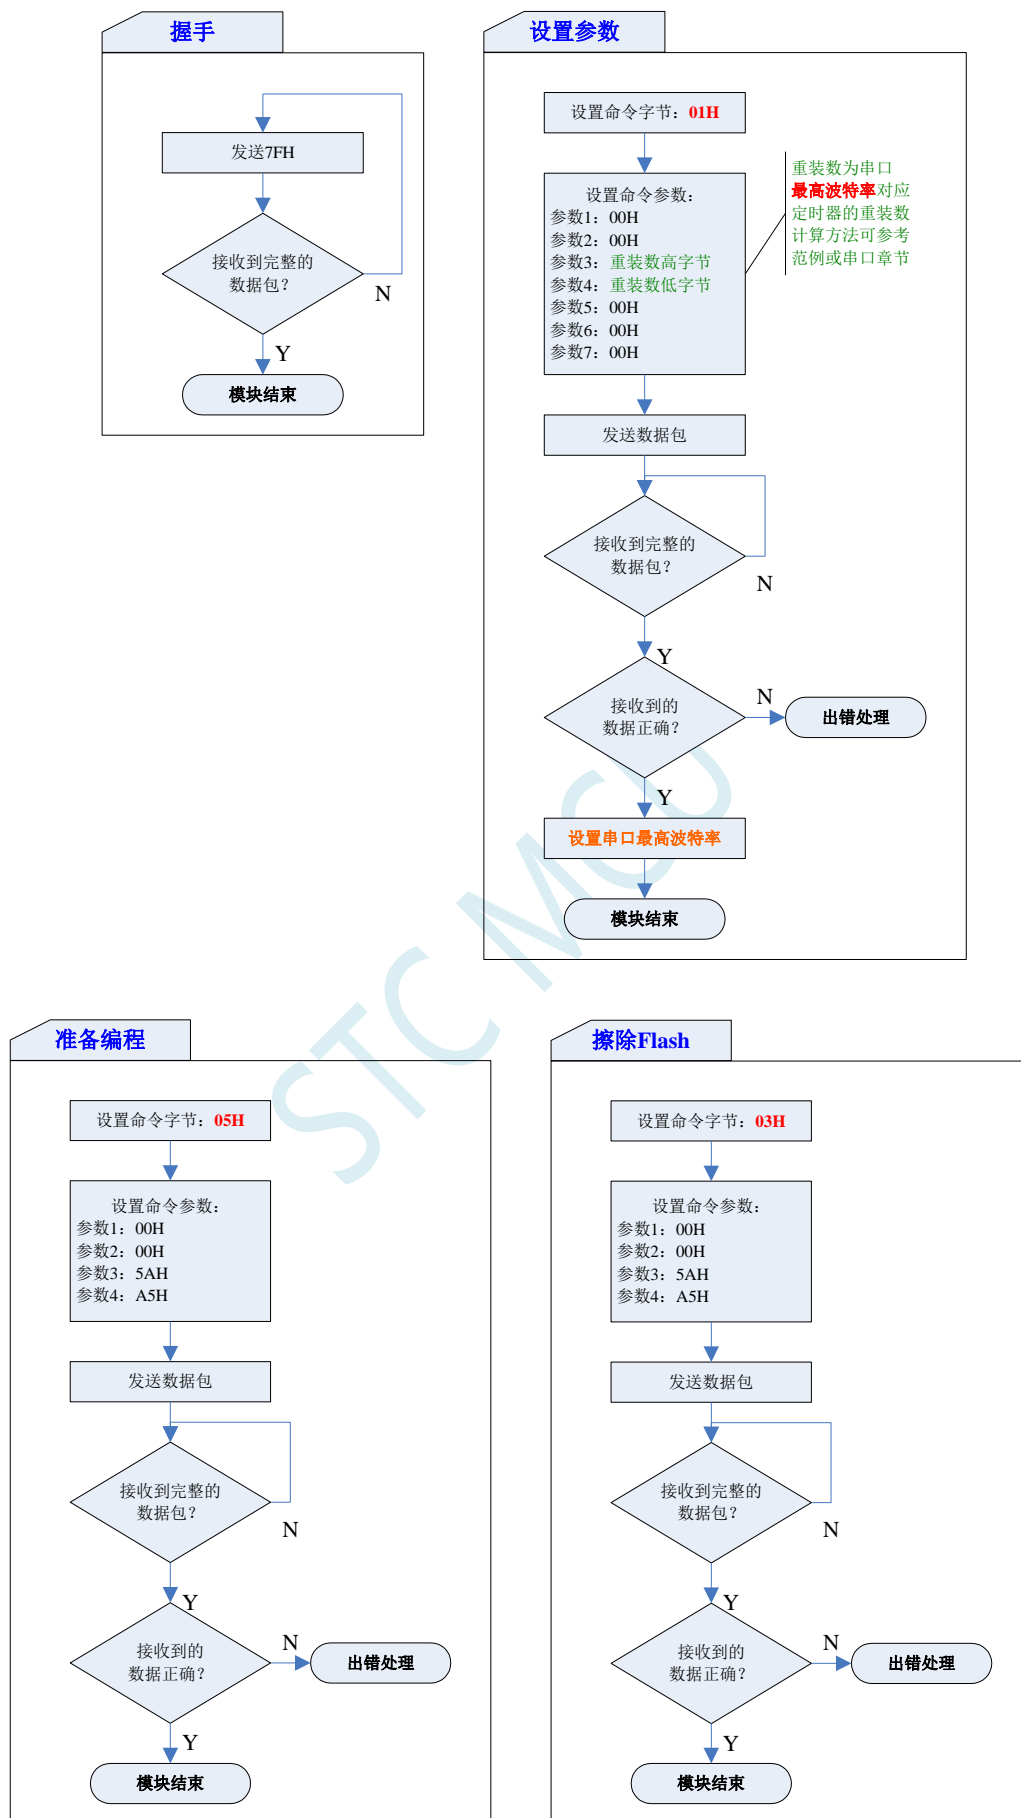 握手
发送7FH
接收到完整的
数据包?
N
Y
模块结束
设置参数
设置命令字节：01H
设置命令参数：
参数1：00H
参数2：00H
参数3：重装数高字节
参数4：重装数低字节
参数5：00H
参数6：00H
参数7：00H
重装数为串口
最高波特率对应
定时器的重装数
计算方法可参考
范例或串口章节
发送数据包
接收到完整的
数据包?
N
Y
接收到的
数据正确?
N
出错处理
Y
设置串口最高波特率
模块结束
STC MCU
准备编程
设置命令字节：05H
设置命令参数：
参数1：00H
参数2：00H
参数3：5AH
参数4：A5H
发送数据包
接收到完整的
数据包?
N
Y
接收到的
数据正确?
N
出错处理
Y
模块结束
擦除Flash
设置命令字节：03H
设置命令参数：
参数1：00H
参数2：00H
参数3：5AH
参数4：A5H
发送数据包
接收到完整的
数据包?
N
Y
接收到的
数据正确?
N
出错处理
Y
模块结束